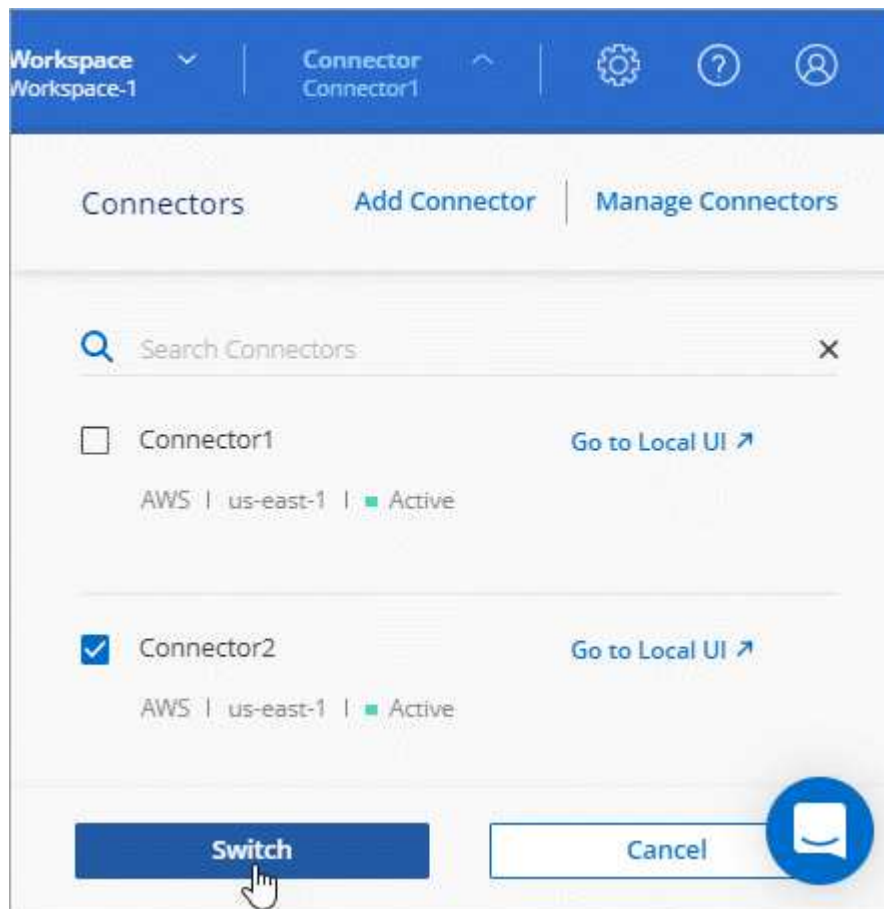 Workspace
Workspace-1
Connector
Connector1
Connectors
Add Connector
Manage Connectors
Search Connectors
Connector1
Go to Local UI
AWS | us-east-1 | Active
Connector2
Go to Local UI
AWS | us-east-1 | Active
Switch
Cancel